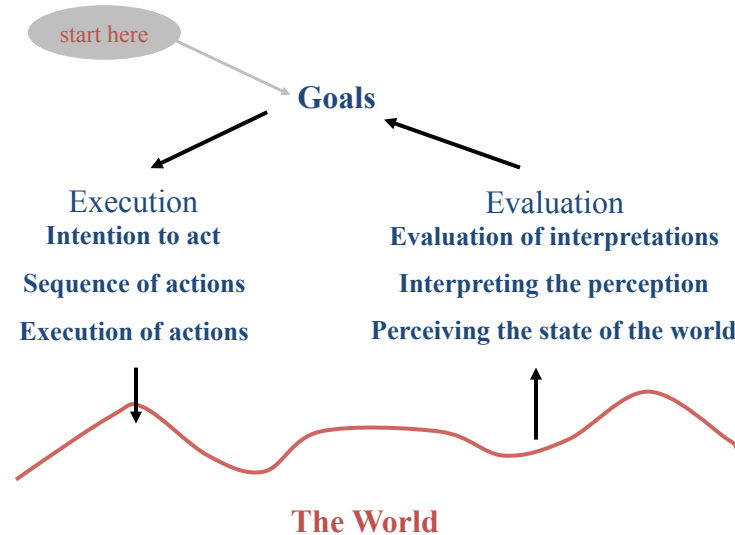 start here
Goals
Execution
Intention to act
Sequence of actions
Execution of actions
Evaluation
Evaluation of interpretations
Interpreting the perception
Perceiving the state of the world
The World